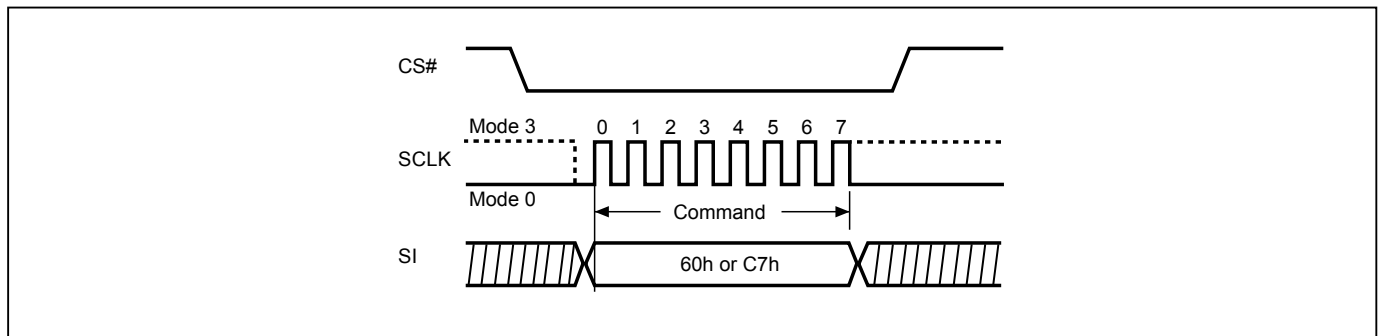 CS#
Mode 3
0 1 2 3 4 5 6 7
SCLK
Mode 0
Command
SI
60h or C7h